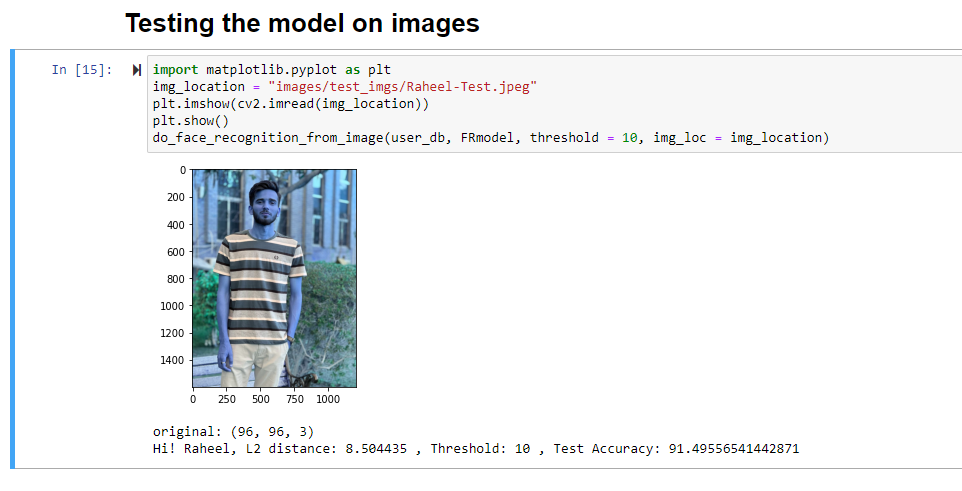 Testing the model on images
In [15]:
import matplotlib.pyplot as plt
img_location = "images/test_imgs/Raheel-Test.jpeg"
plt.imshow(cv2.imread(img_location))
plt.show()
do_face_recognition_from_image(user_db, FRmodel, threshold = 10, img_loc = img_location)
0
200
400
600
800
1000
1200
1400
0 250 500 750 1000
original: (96, 96, 3)
Hi! Raheel, L2 distance: 8.504435 , Threshold: 10 , Test Accuracy: 91.49556541442871